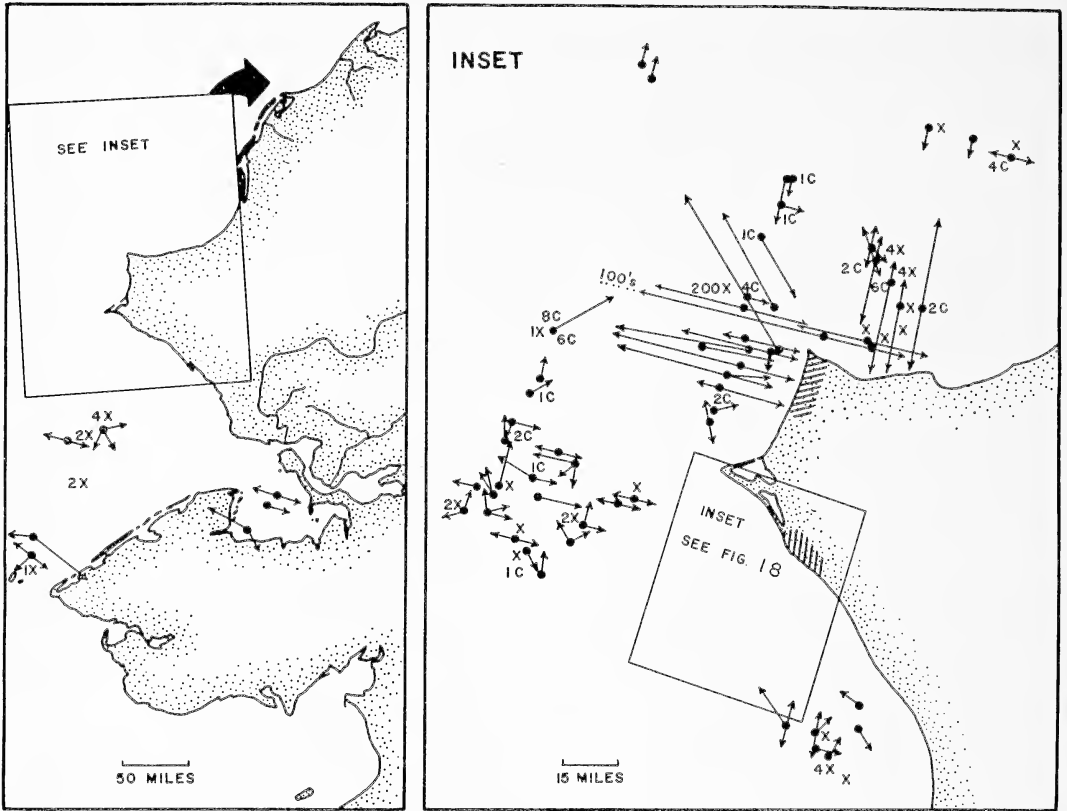 SEE INSET
4X
2X
2X
1X
50 MILES
INSET
X
X
4C
1C
1C
1C
4X
2C
4X
6C
100's
200X
4C
X
2C
X
X
X
8C
1X
6C
1C
2C
2C
1C
X
X
2X
2X
X
X
1C
INSET
SEE FIG. 18
X
4X
X
15 MILES